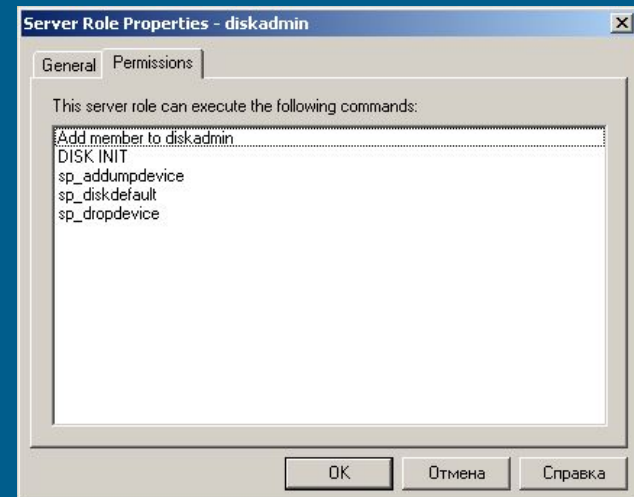 Server Role Properties - diskadmin
General Permissions
This server role can execute the following commands:
Add member to diskadmin
DISK INIT
sp_addumpdevice
sp_diskdefault
sp_dropdevice
OK Отмена Справка